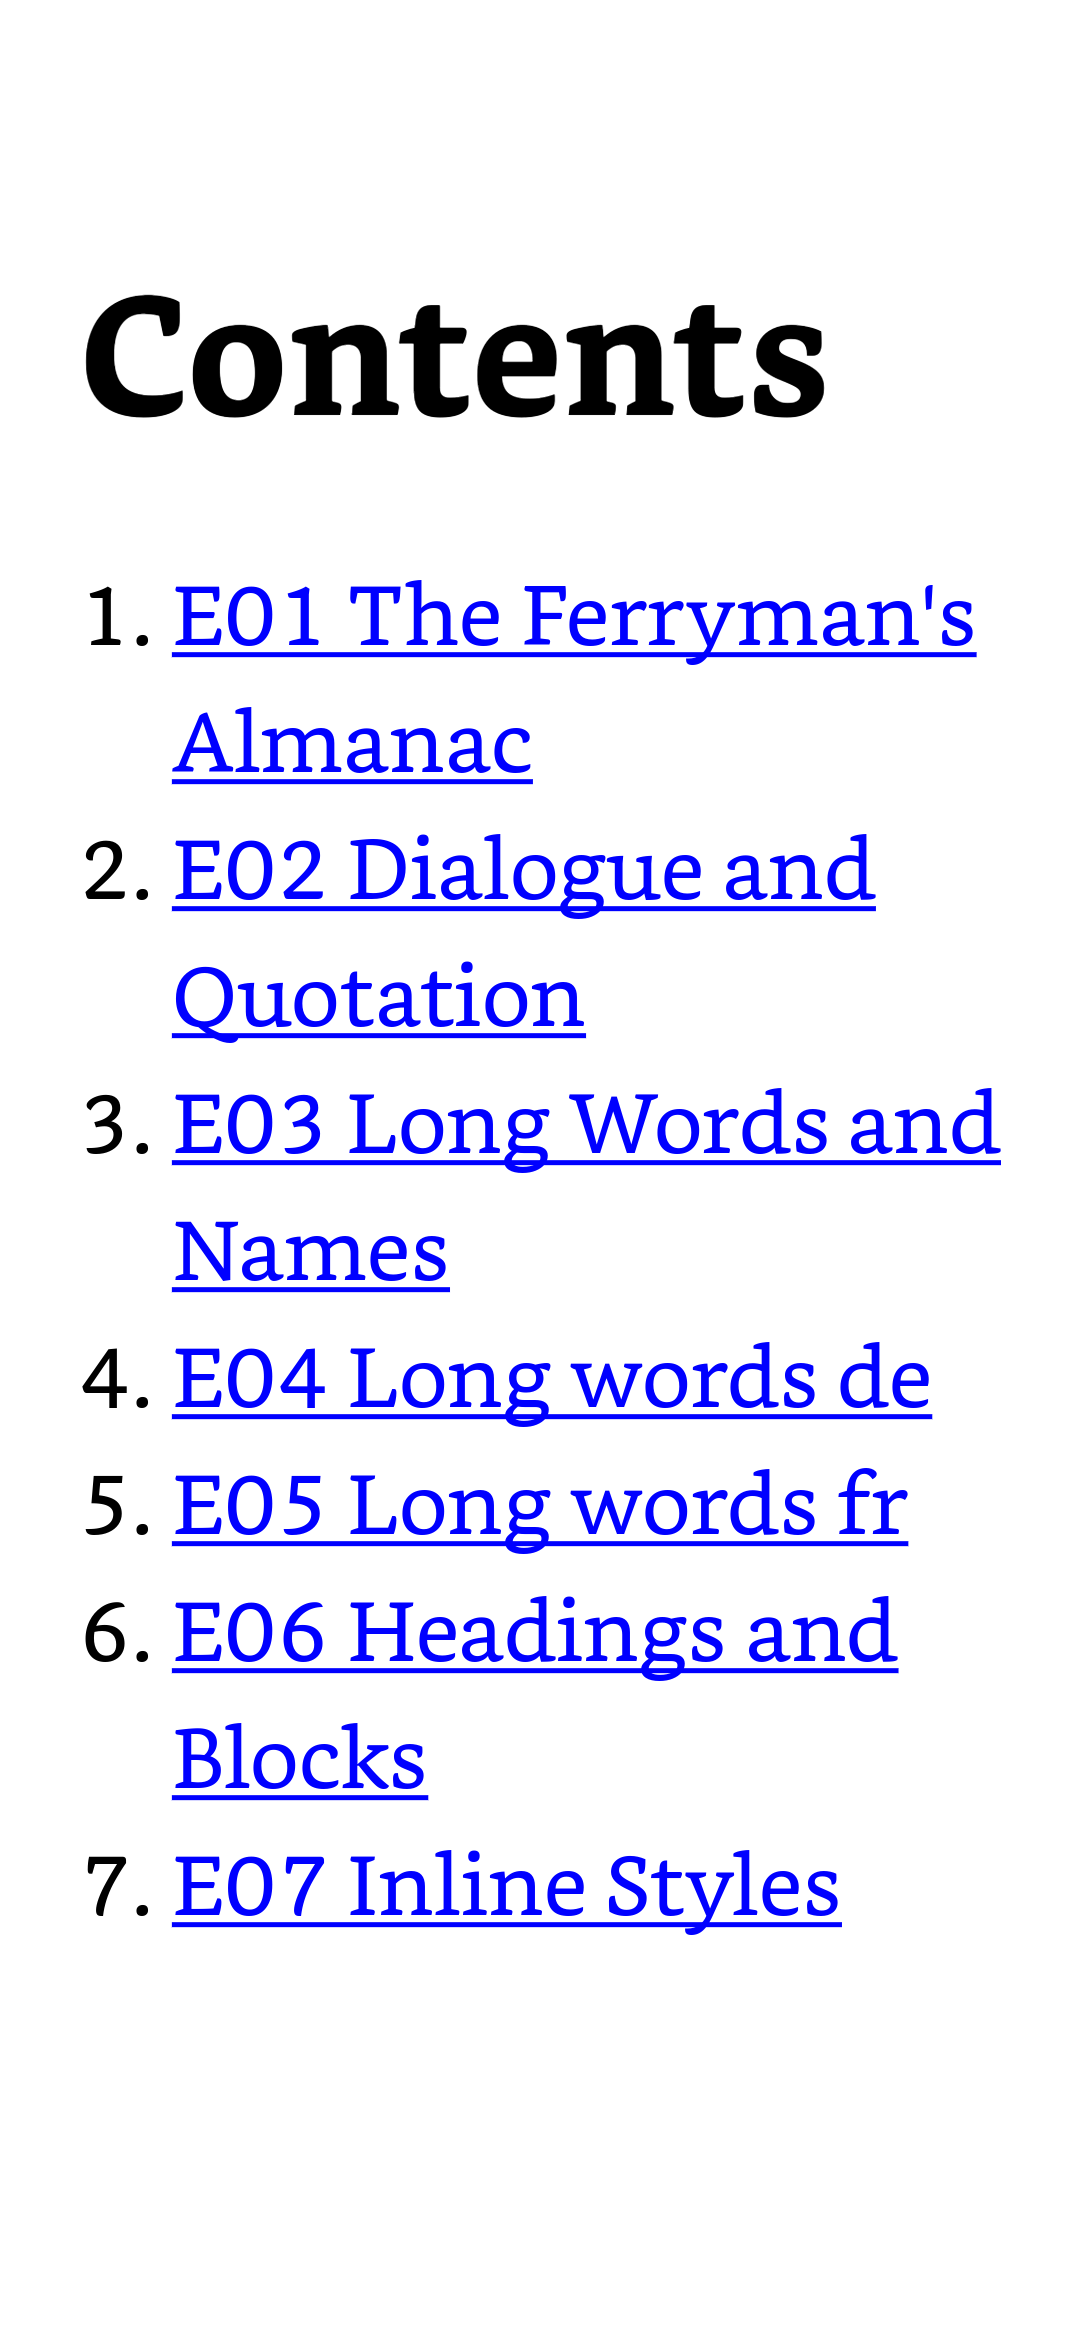 Contents
1. E01 The Ferryman's
Almanac
2. E02 Dialogue and
Quotation
3. E03 Long Words and
Names
4. E04 Long words de
5. E05 Long words fr
6. E06 Headings and
Blocks
7. E07 Inline Styles